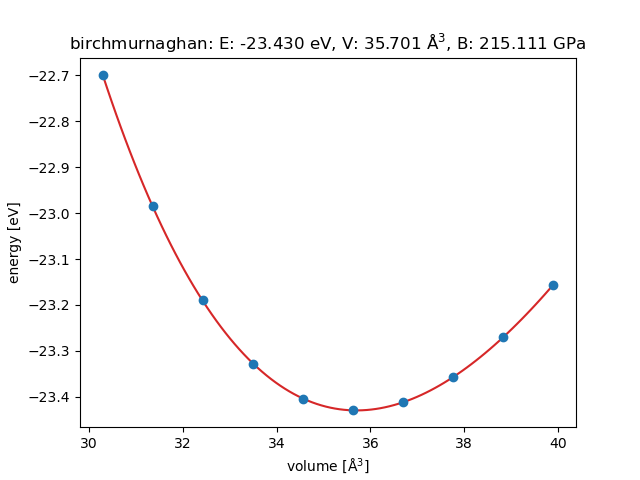 birchmurnaghan: E: -23.430 eV, V: 35.701 Å³, B: 215.111 GPa
−22.7
−22.8
−22.9
−23.0
−23.1
−23.2
−23.3
−23.4
energy [eV]
30 32 34 36 38 40
volume [Å³]